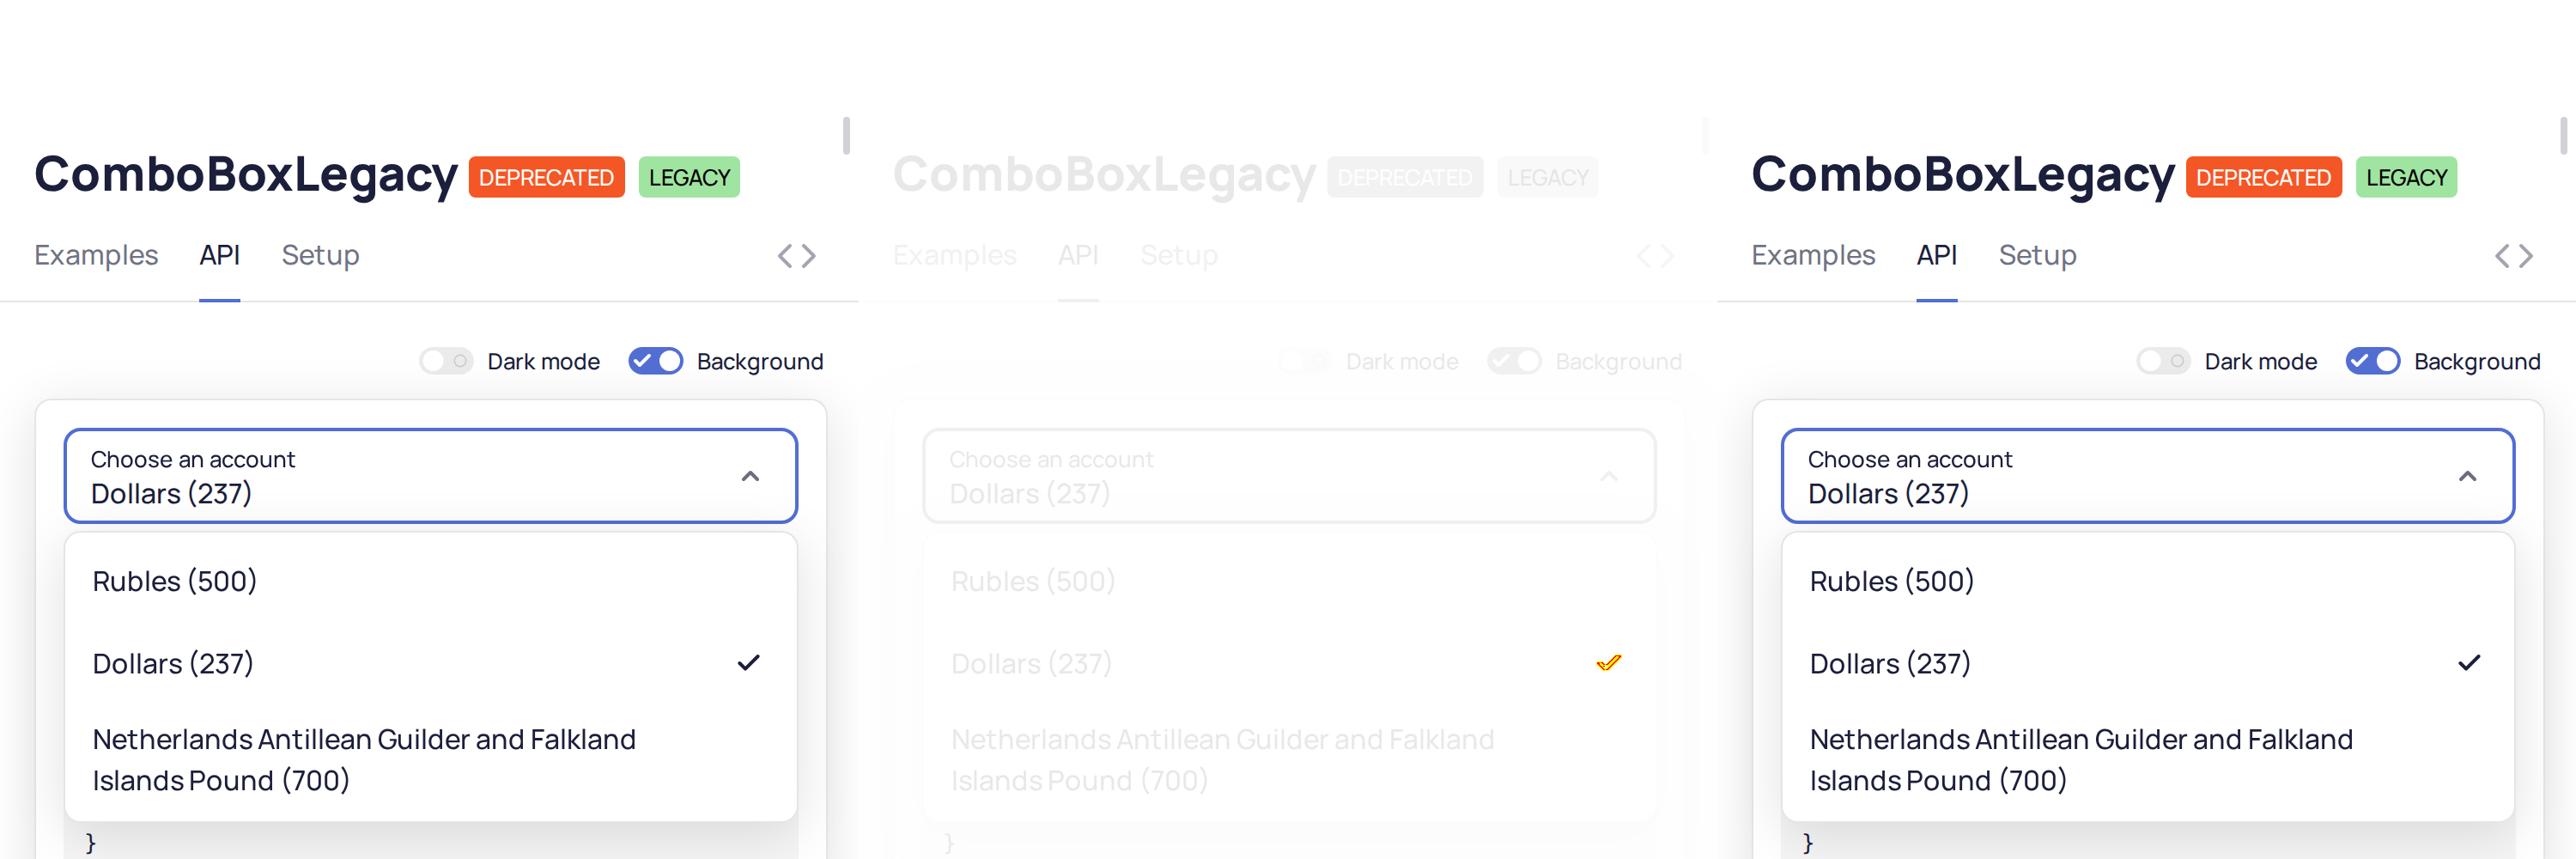 ComboBoxLegacy DEPRECATED LEGACY
Examples API Setup
Dark mode Background
Choose an account
Dollars (237)
Rubles (500)
Dollars (237)
Netherlands Antillean Guilder and Falkland
Islands Pound (700)
}
ComboBoxLegacy DEPRECATED LEGACY
Examples API Setup
Dark mode Background
Choose an account
Dollars (237)
Rubles (500)
Dollars (237)
Netherlands Antillean Guilder and Falkland
Islands Pound (700)
}
ComboBoxLegacy DEPRECATED LEGACY
Examples API Setup
Dark mode Background
Choose an account
Dollars (237)
Rubles (500)
Dollars (237)
Netherlands Antillean Guilder and Falkland
Islands Pound (700)
}